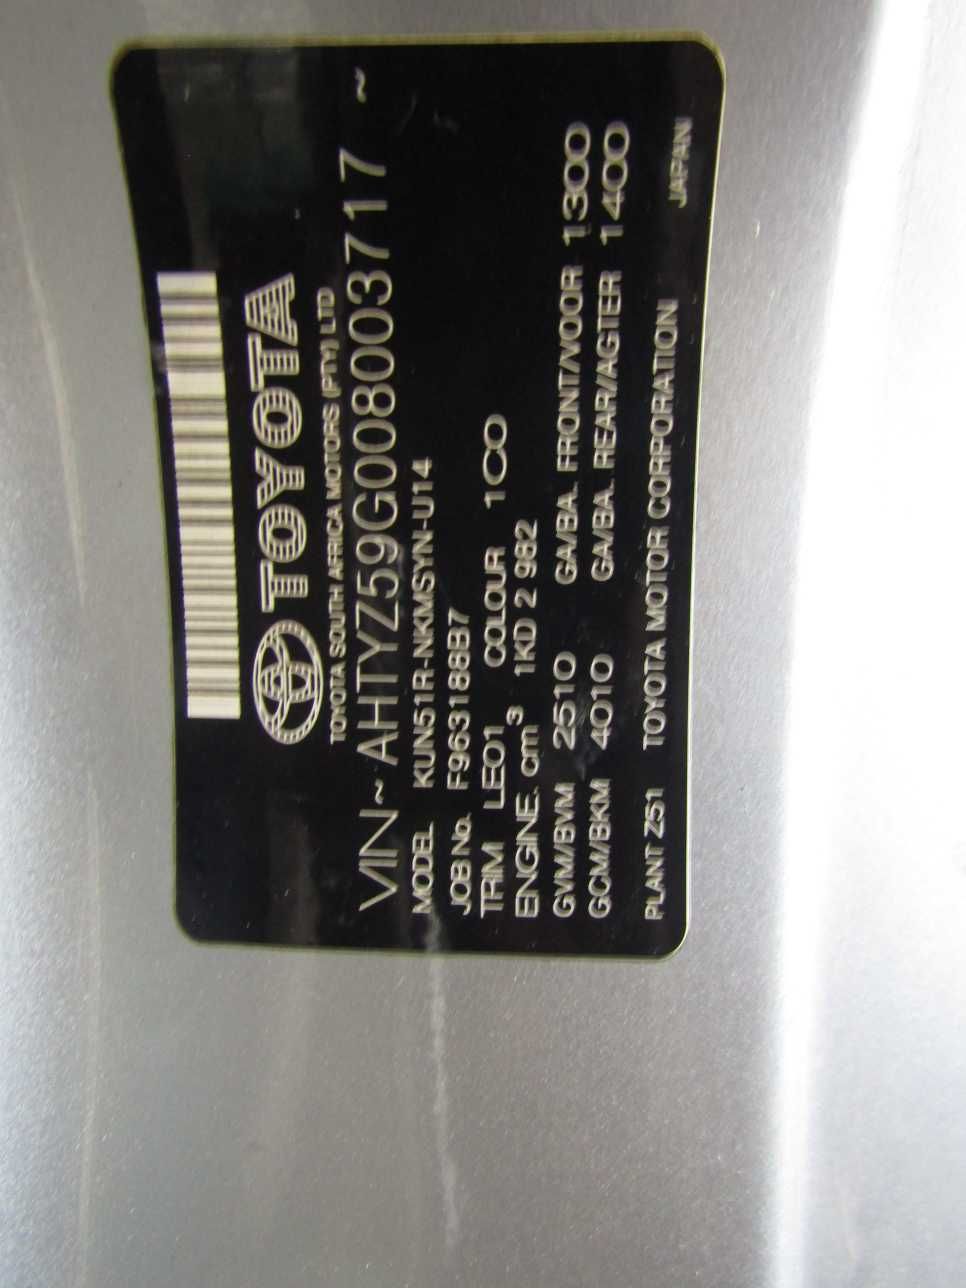 TOYOTA
TOYOTA SOUTH AFRICA MOTORS (PTY) LTD
VIN~AHTYZ59G008003717~
MODEL KUN51R-NKMSYN-U14
JOB No. F963188B7
TRIM LE01 COLOUR 1C0
ENGINE. cm³ 1KD 2 982
GVM/BVM 2510 GA/BA. FRONT/VOOR 1300
GCM/BKM 4010 GA/BA. REAR/AGTER 1400
PLANT Z51 TOYOTA MOTOR CORPORATION JAPAN